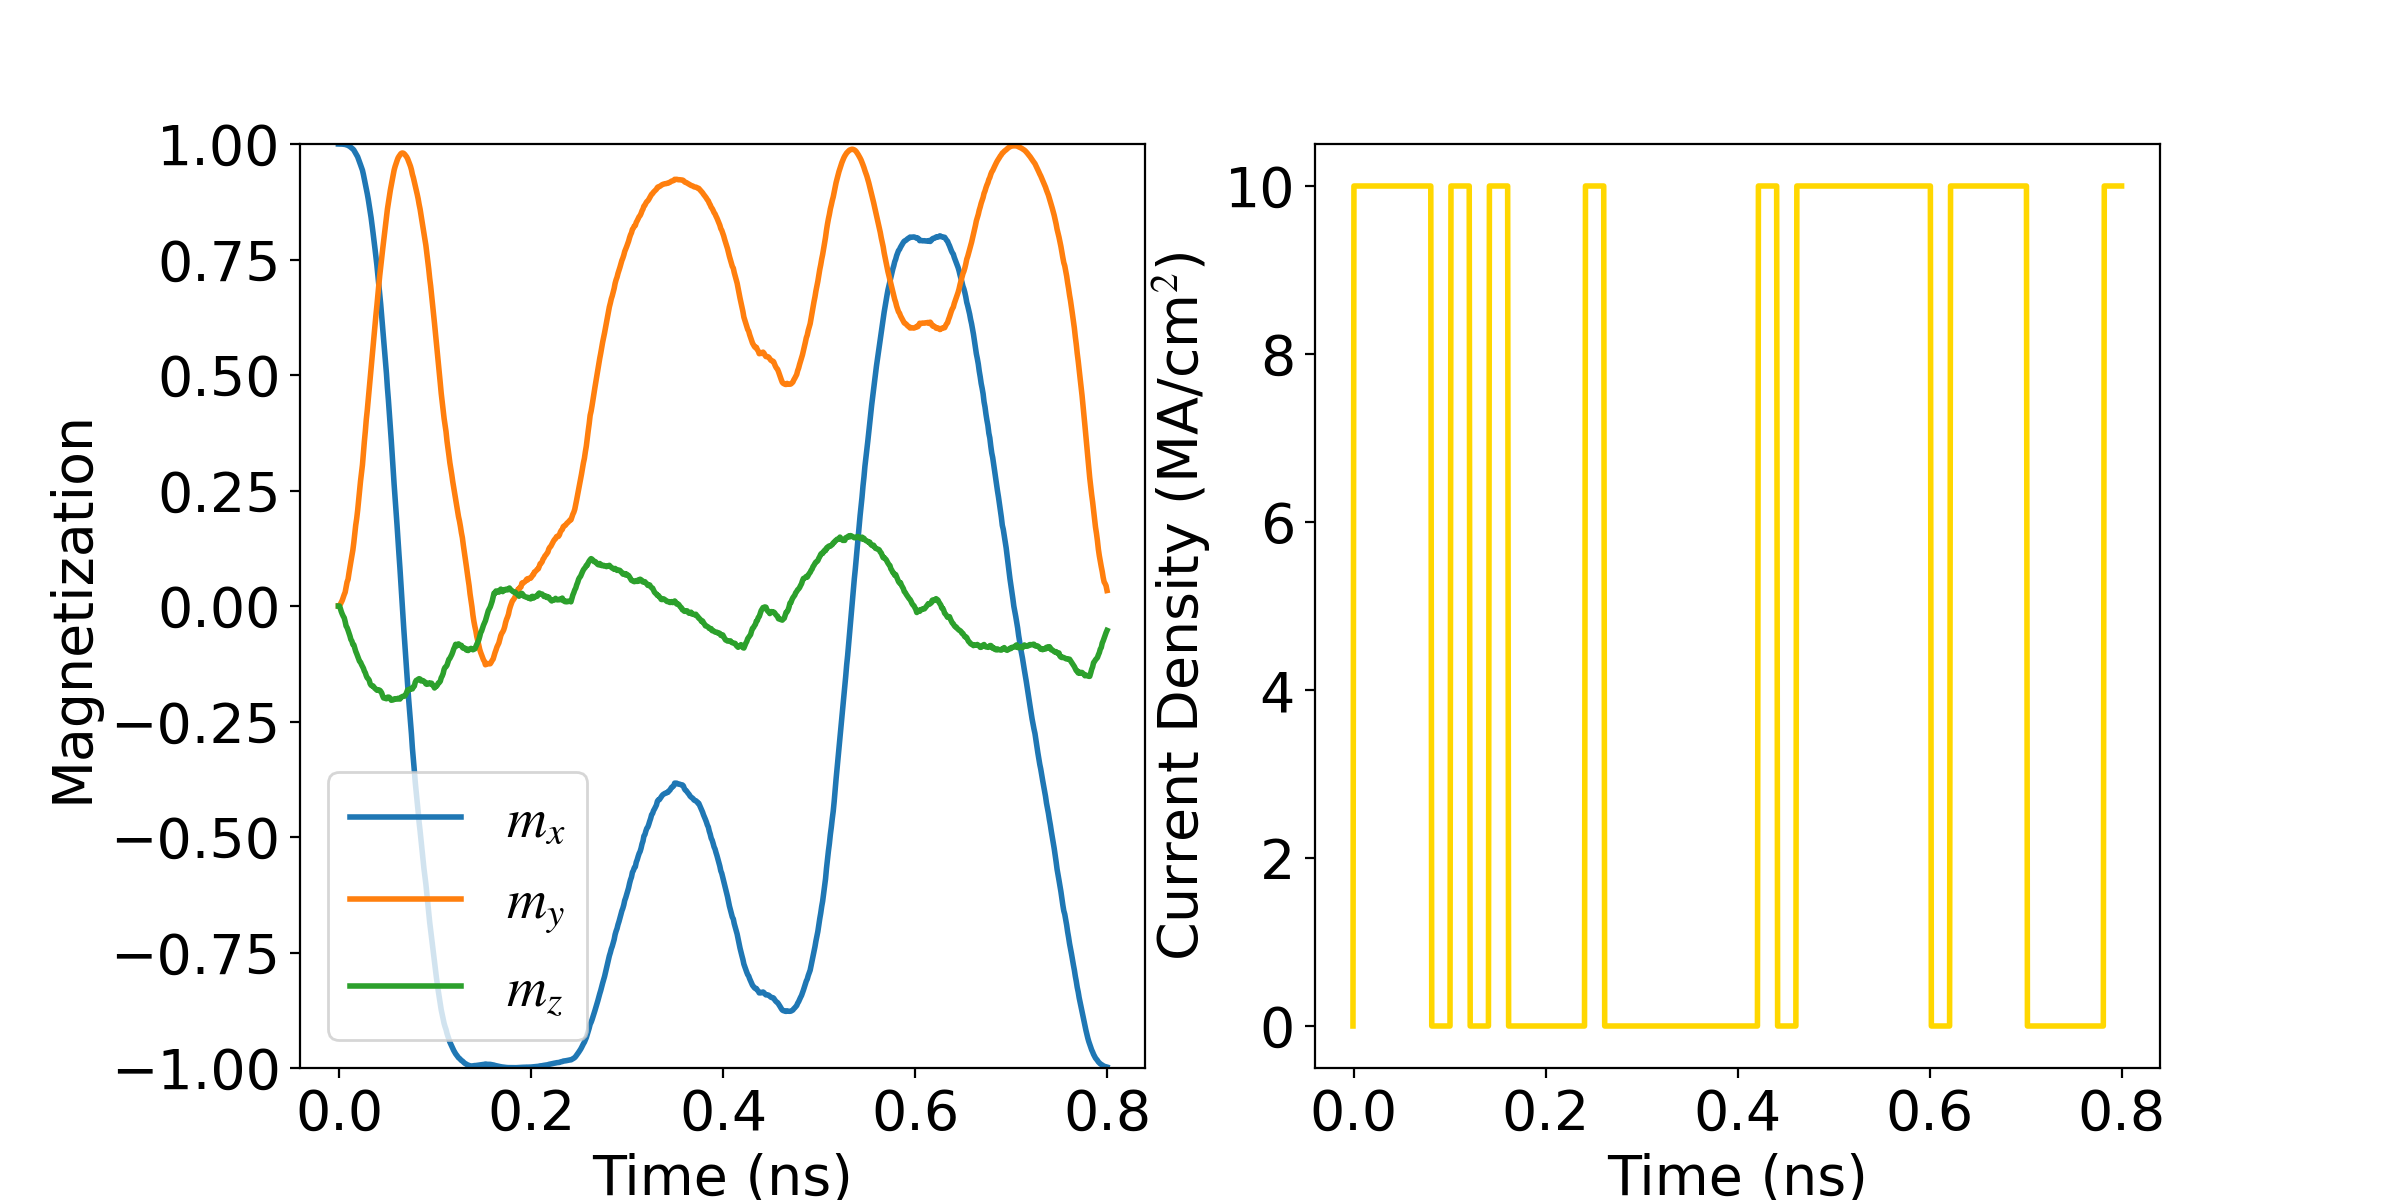 Magnetization
1.00
0.75
0.50
0.25
0.00
−0.25
−0.50
−0.75
−1.00
m_x
m_y
m_z
0.0 0.2 0.4 0.6 0.8
Time (ns)
Current Density (MA/cm²)
10
8
6
4
2
0
0.0 0.2 0.4 0.6 0.8
Time (ns)